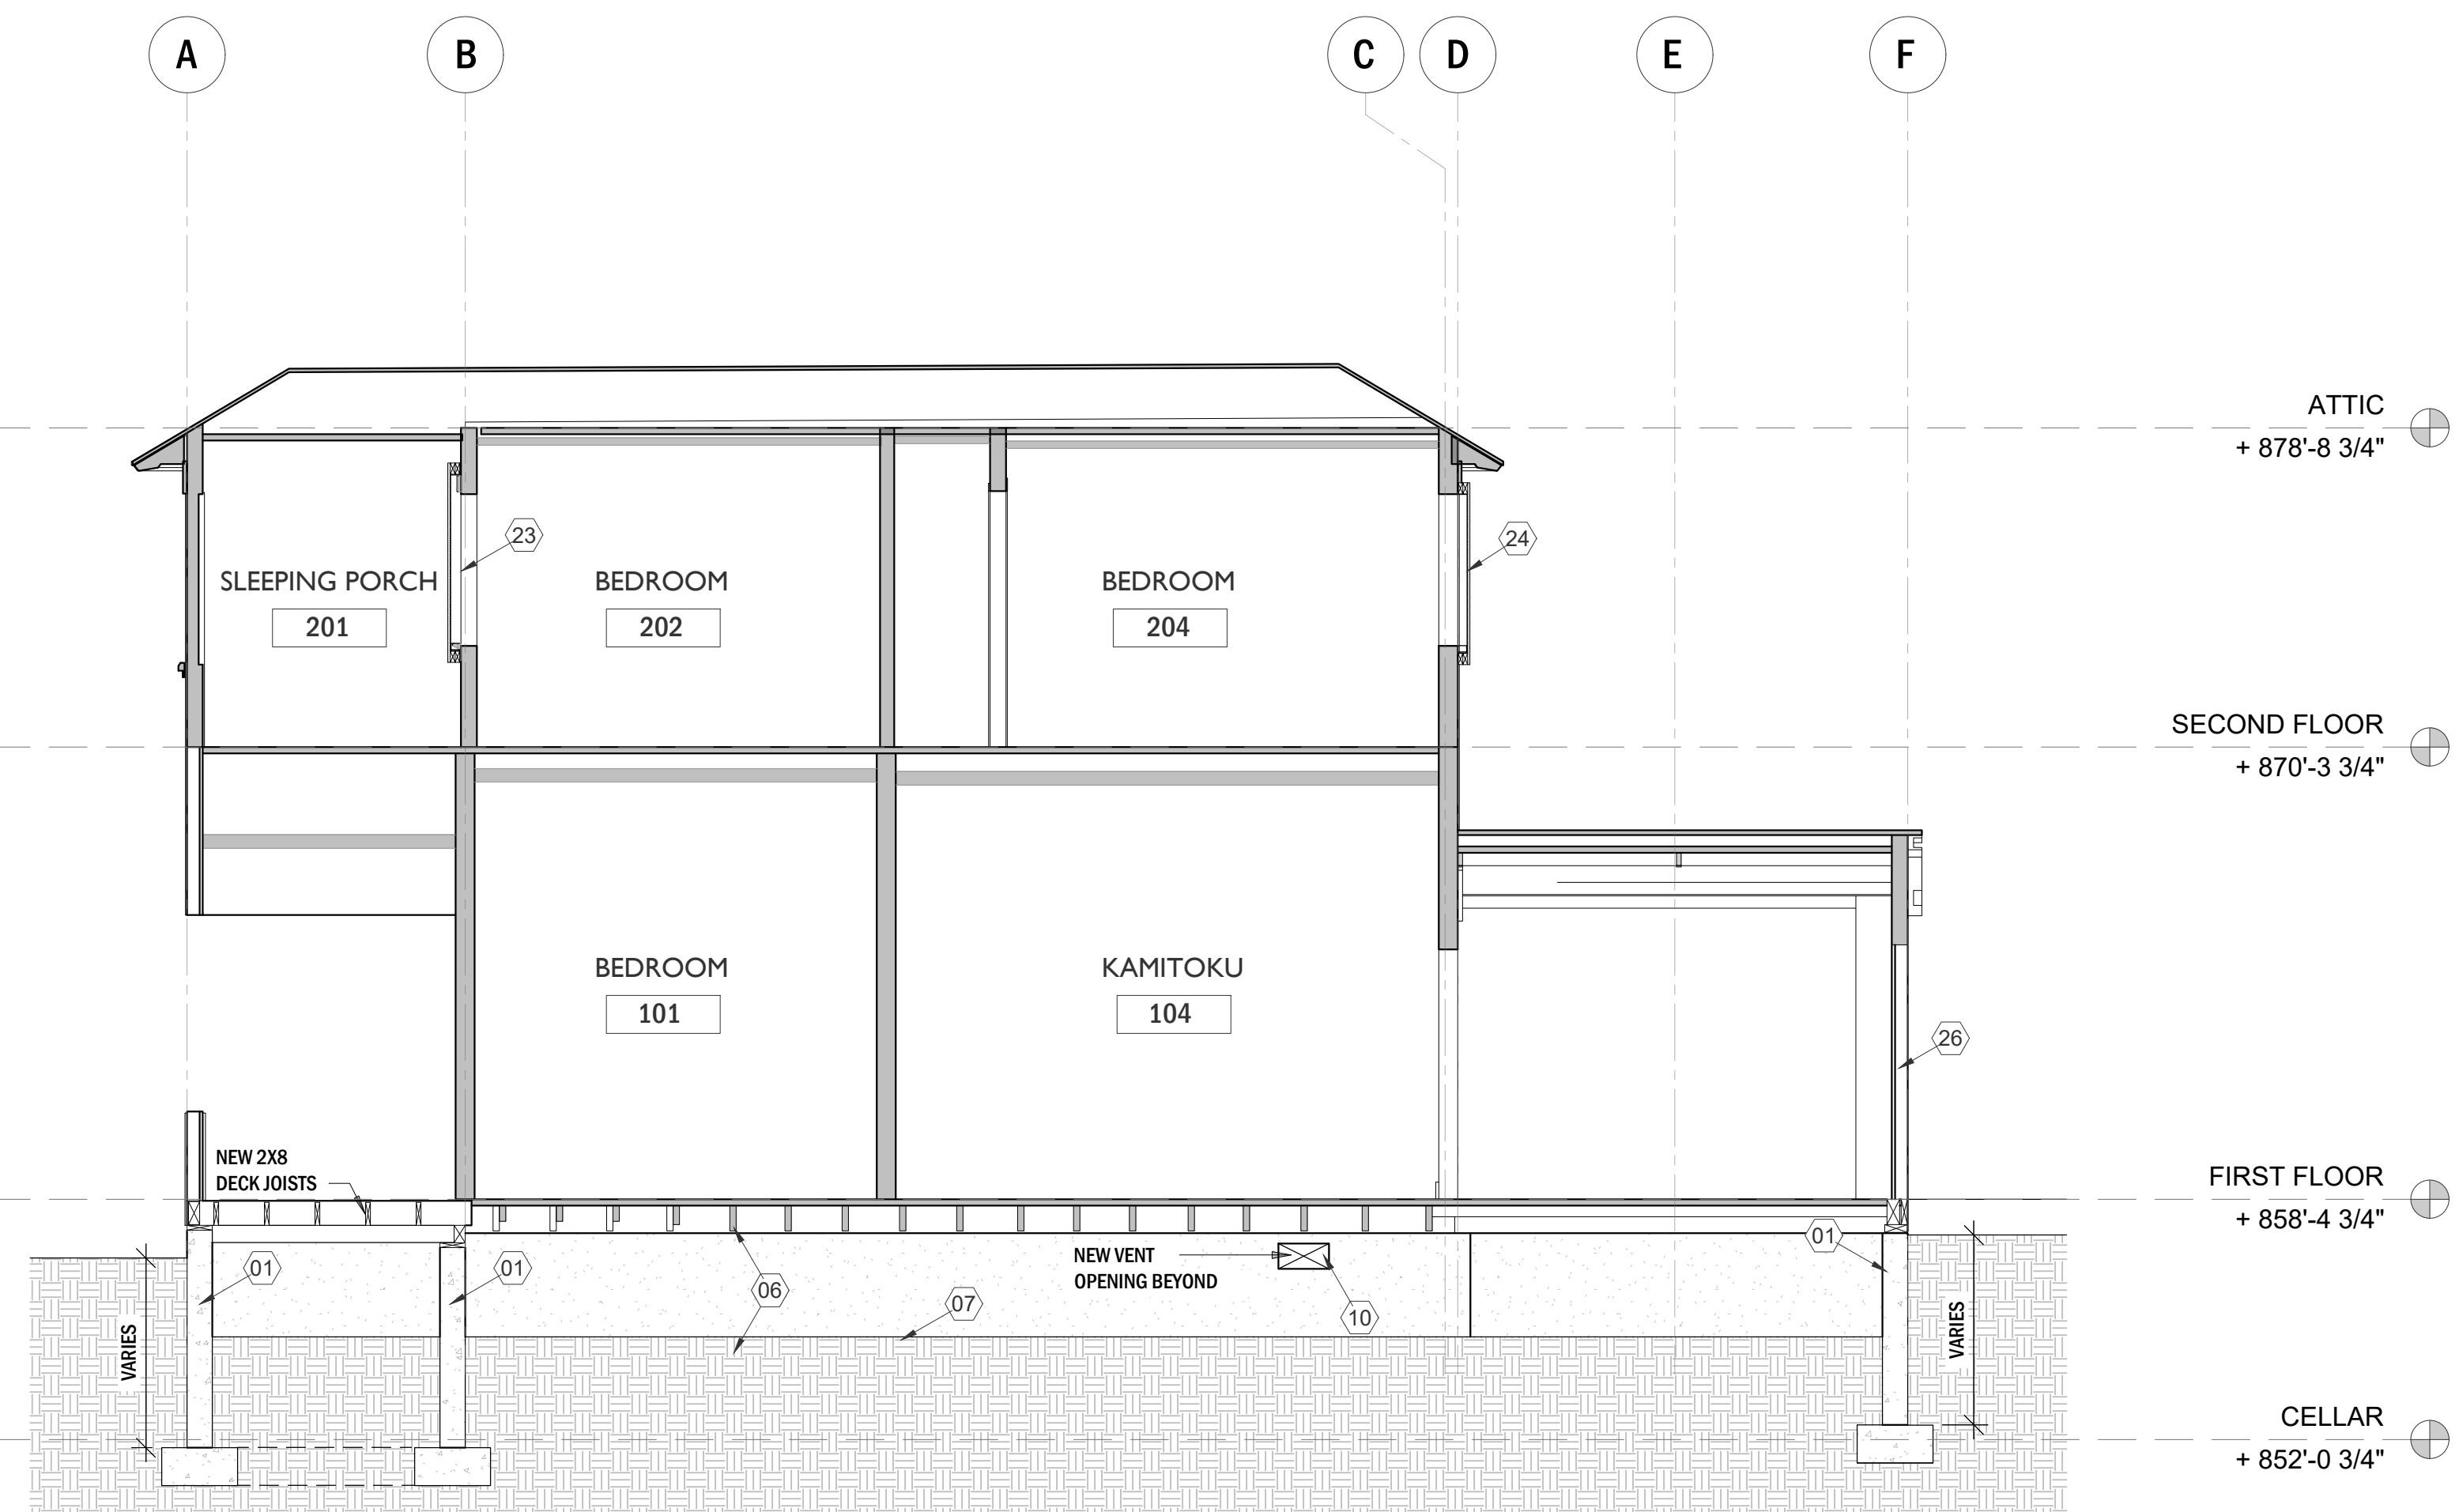 A
B
C
D
E
F
ATTIC
+ 878'-8 3/4"
23
24
SLEEPING PORCH
201
BEDROOM
202
BEDROOM
204
SECOND FLOOR
+ 870'-3 3/4"
BEDROOM
101
KAMITOKU
104
26
NEW 2X8
DECK JOISTS
FIRST FLOOR
+ 858'-4 3/4"
01
01
01
NEW VENT
OPENING BEYOND
06
07
10
VARIES
VARIES
CELLAR
+ 852'-0 3/4"